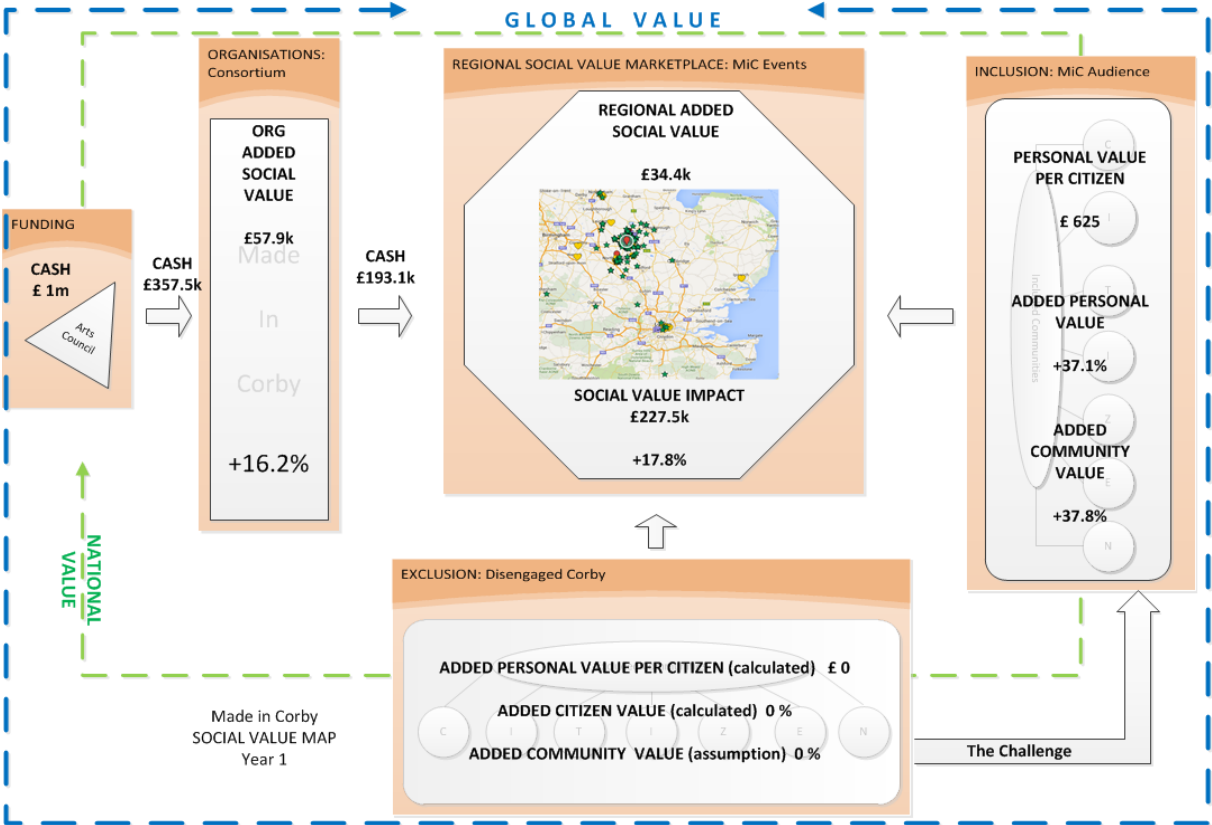 GLOBAL VALUE
ORGANISATIONS:
Consortium
ORG
ADDED
SOCIAL
VALUE
£57.9k
Made
In
Corby
+16.2%
FUNDING
CASH
£ 1m
Arts
Council
CASH
£357.5k
CASH
£193.1k
REGIONAL SOCIAL VALUE MARKETPLACE: MiC Events
REGIONAL ADDED
SOCIAL VALUE
£34.4k
SOCIAL VALUE IMPACT
£227.5k
+17.8%
INCLUSION: MiC Audience
PERSONAL VALUE
PER CITIZEN
£ 625
ADDED PERSONAL
VALUE
+37.1%
ADDED
COMMUNITY
VALUE
+37.8%
C
I
T
I
Z
E
N
NATIONAL
VALUE
EXCLUSION: Disengaged Corby
ADDED PERSONAL VALUE PER CITIZEN (calculated) £ 0
ADDED CITIZEN VALUE (calculated) 0 %
ADDED COMMUNITY VALUE (assumption) 0 %
C I T I Z E N
Made in Corby
SOCIAL VALUE MAP
Year 1
The Challenge